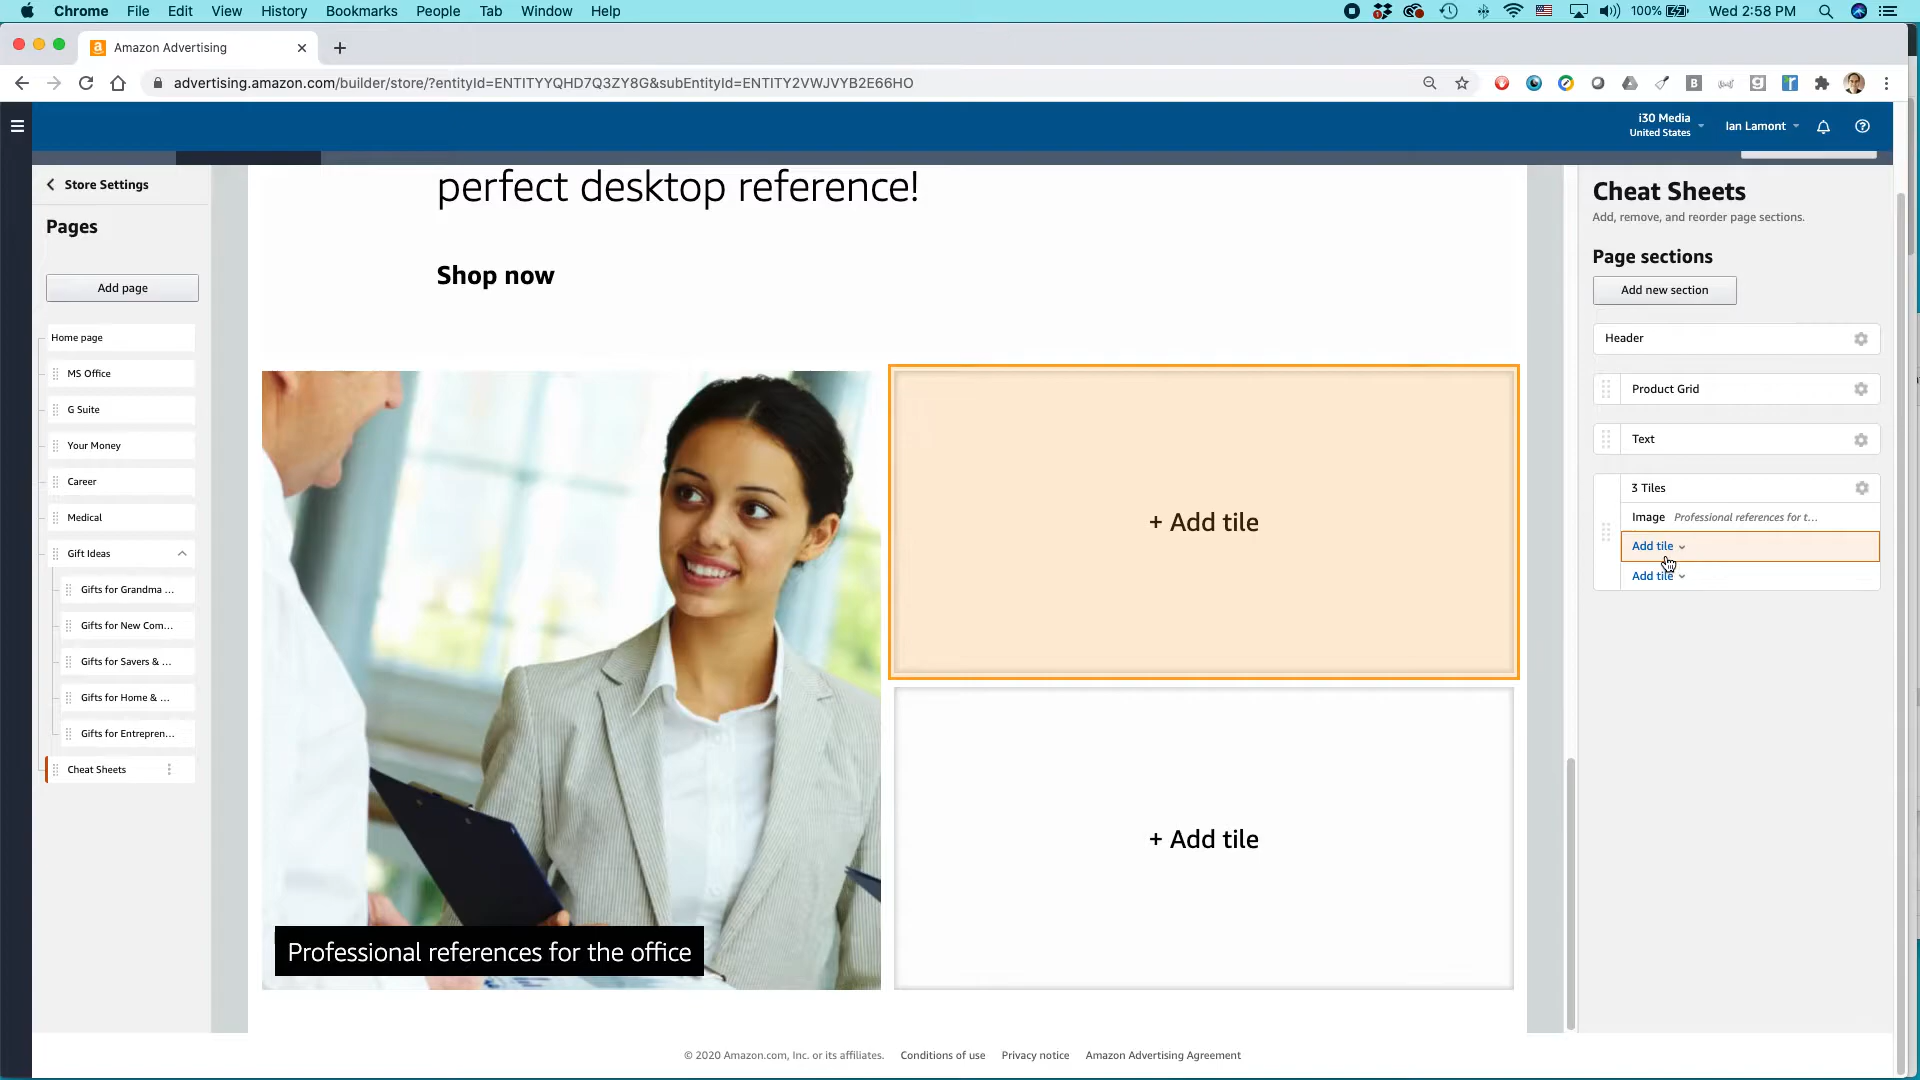 Chrome File Edit View History Bookmarks People Tab Window Help
100% Wed 2:58 PM
Amazon Advertising
advertising.amazon.com/builder/store/?entityId=ENTITYYQHD7Q3ZY8G&subEntityId=ENTITY2VWJVYB2E66HO
i30 Media
United States
Ian Lamont
Store Settings
Pages
Add page
Home page
MS Office
G Suite
Your Money
Career
Medical
Gift Ideas
Gifts for Grandma ...
Gifts for New Com...
Gifts for Savers & ...
Gifts for Home & ...
Gifts for Entrepren...
Cheat Sheets
perfect desktop reference!
Shop now
+ Add tile
+ Add tile
Professional references for the office
Cheat Sheets
Add, remove, and reorder page sections.
Page sections
Add new section
Header
Product Grid
Text
3 Tiles
Image Professional references for t...
Add tile
Add tile
© 2020 Amazon.com, Inc. or its affiliates. Conditions of use Privacy notice Amazon Advertising Agreement